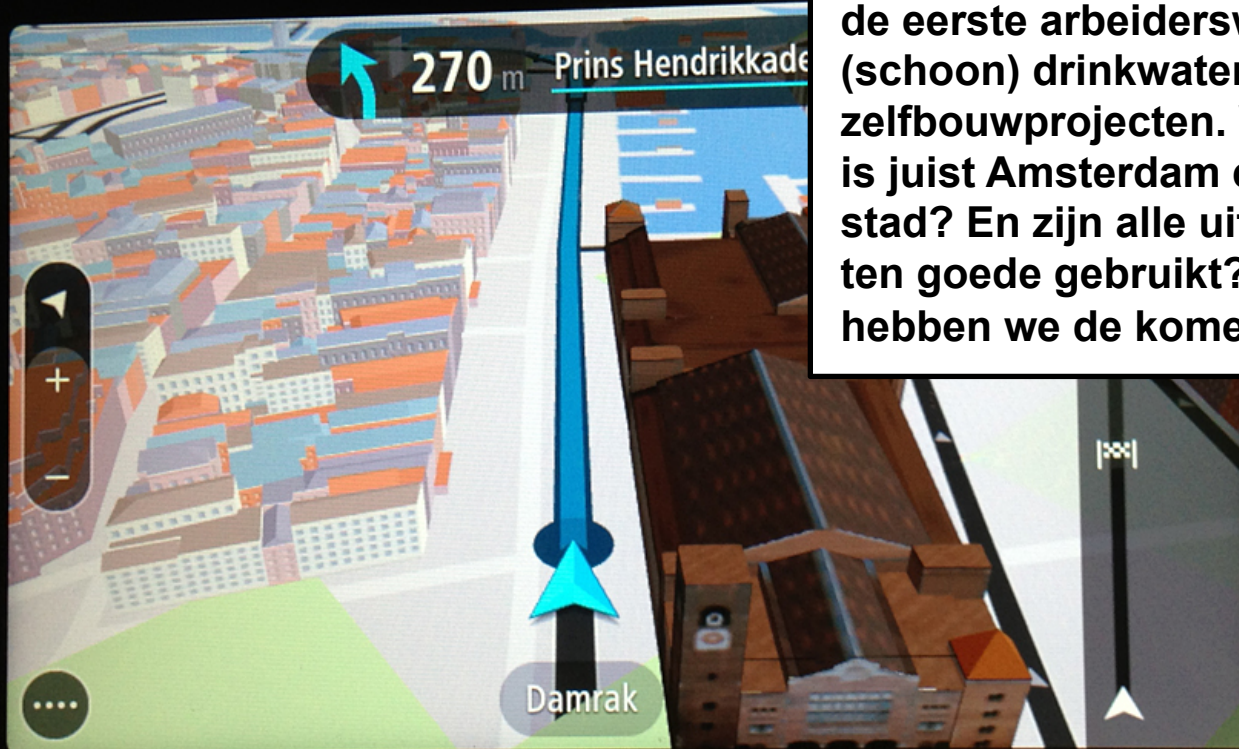 270 m Prins Hendrikkade
de eerste arbeiders
(schoon) drinkwater
zelfbouwprojecten.
is juist Amsterdam
stad? En zijn alle uit
ten goede gebruikt?
hebben we de kome
+
−
Damrak